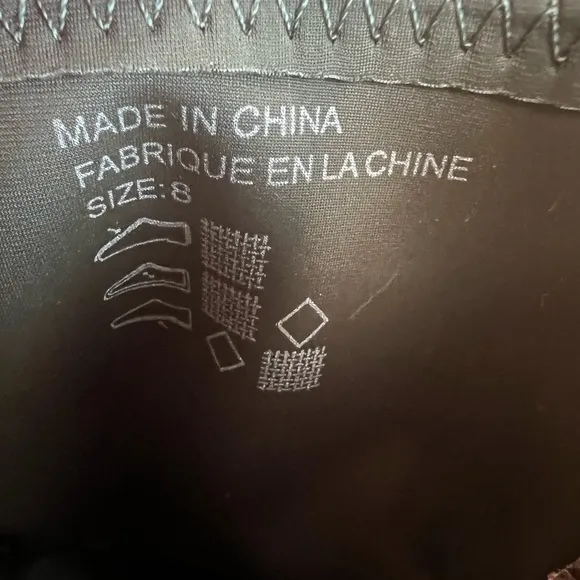 MADE IN CHINA
FABRIQUE EN LA CHINE
SIZE: 8